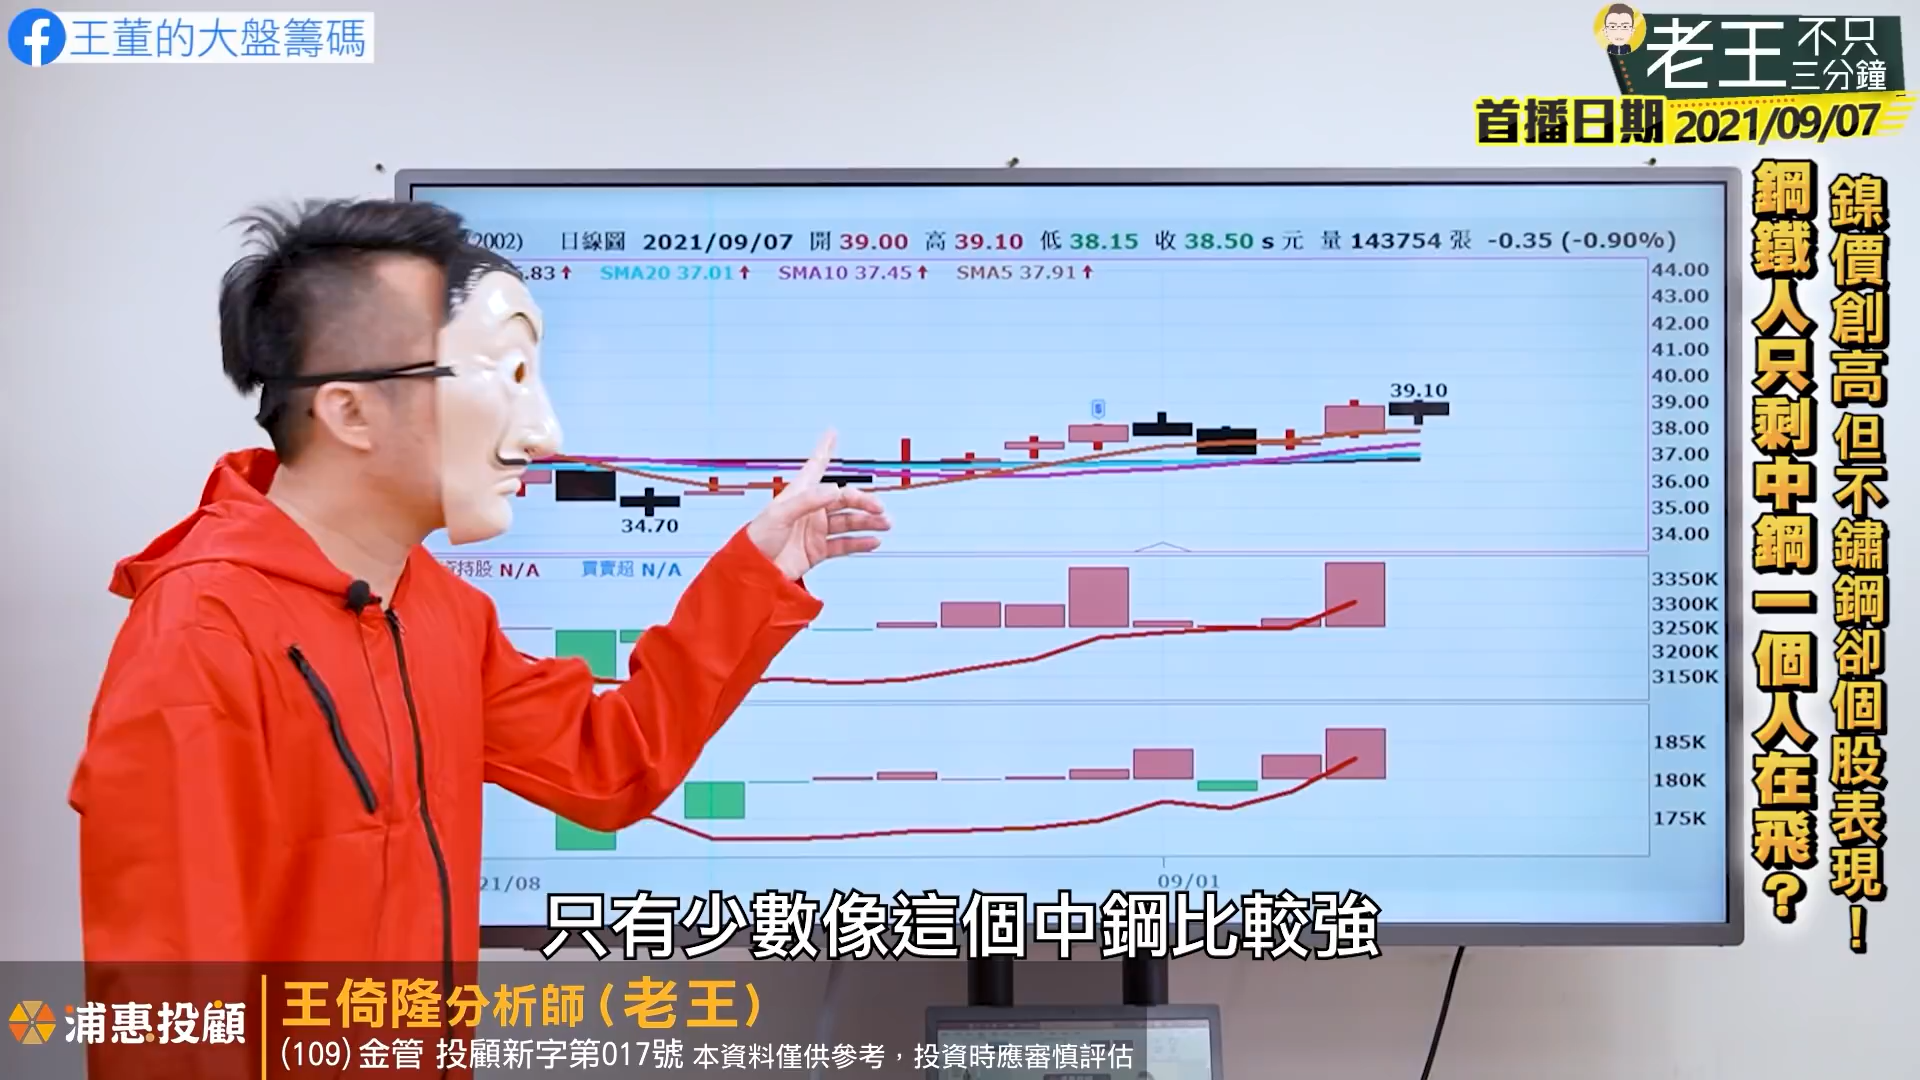 王董的大盤籌碼
老王 不只三分鐘
首播日期 2021/09/07
鎳價創高 但不鏽鋼卻個股表現！
鋼鐵人只剩中鋼一個人在飛？
2002) 日線圖 2021/09/07 開 39.00 高 39.10 低 38.15 收 38.50 s 元 量 143754 張 -0.35 (-0.90%)
.83↑ SMA20 37.01↑ SMA10 37.45↑ SMA5 37.91↑
44.00
43.00
42.00
41.00
40.00
39.00
38.00
37.00
36.00
35.00
34.00
39.10
34.70
持股 N/A 買賣超 N/A
3350K
3300K
3250K
3200K
3150K
185K
180K
175K
21/08
09/01
只有少數像這個中鋼比較強
浦惠投顧
王倚隆分析師(老王)
(109)金管 投顧新字第017號 本資料僅供參考，投資時應審慎評估